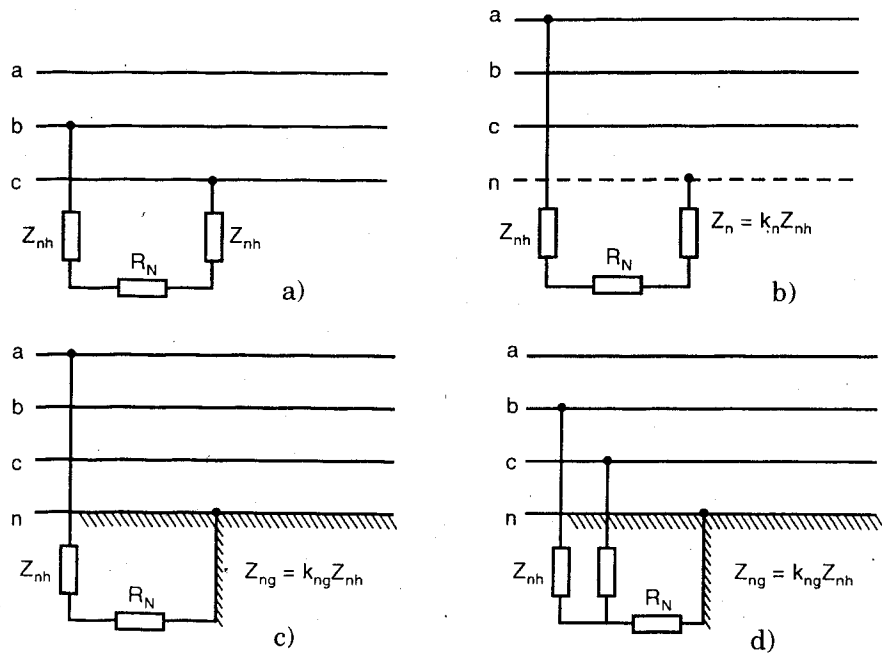 a
b
c
Z_nh
Z_nh
R_N
a)
a
b
c
n
Z_nh
Z_n = k_n Z_nh
R_N
b)
a
b
c
n
Z_nh
Z_ng = k_ng Z_nh
R_N
c)
a
b
c
n
Z_nh
Z_ng = k_ng Z_nh
R_N
d)